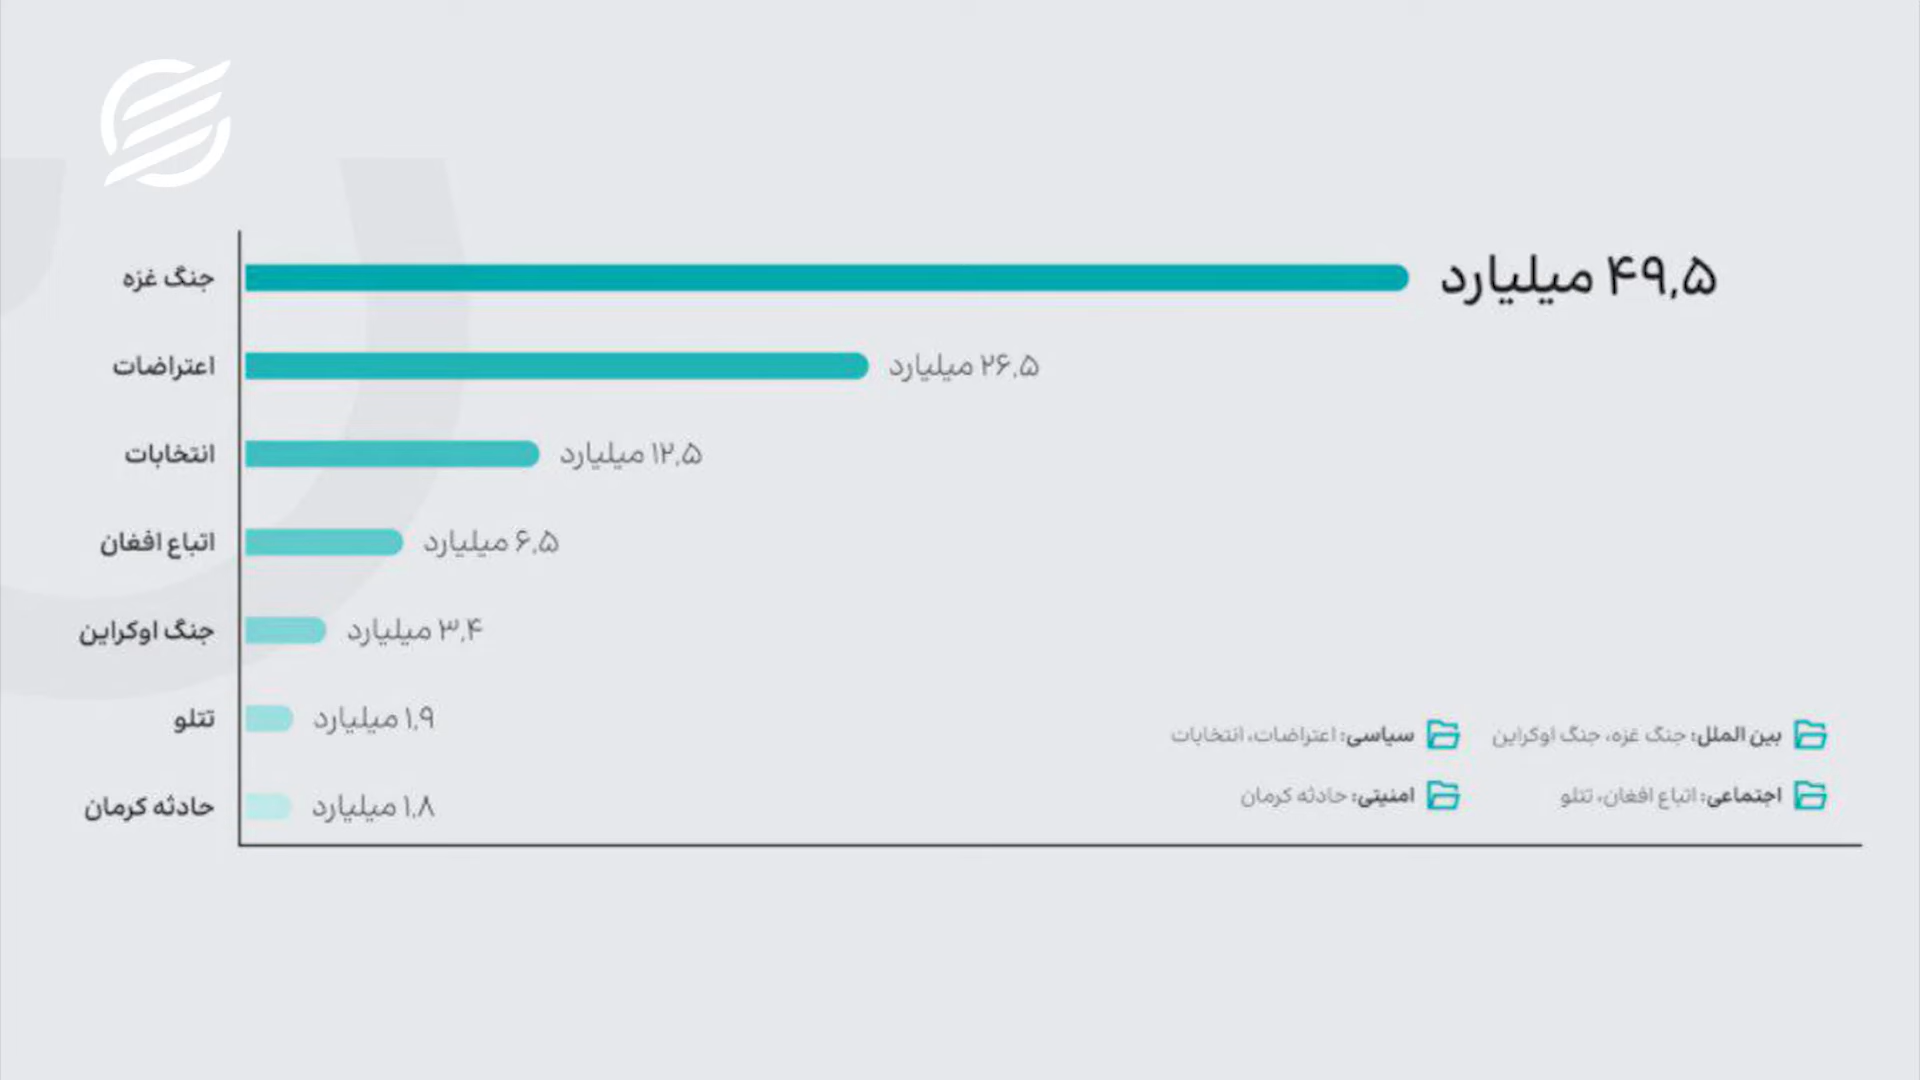 جنگ غزه ۴۹,۵ میلیارد
اعتراضات ۲۶,۵ میلیارد
انتخابات ۱۲,۵ میلیارد
اتباع افغان ۶,۵ میلیارد
جنگ اوکراین ۳,۴ میلیارد
تتلو ۱,۹ میلیارد
حادثه کرمان ۱,۸ میلیارد
بین الملل: جنگ غزه، جنگ اوکراین
سیاسی: اعتراضات، انتخابات
اجتماعی: اتباع افغان، تتلو
امنیتی: حادثه کرمان